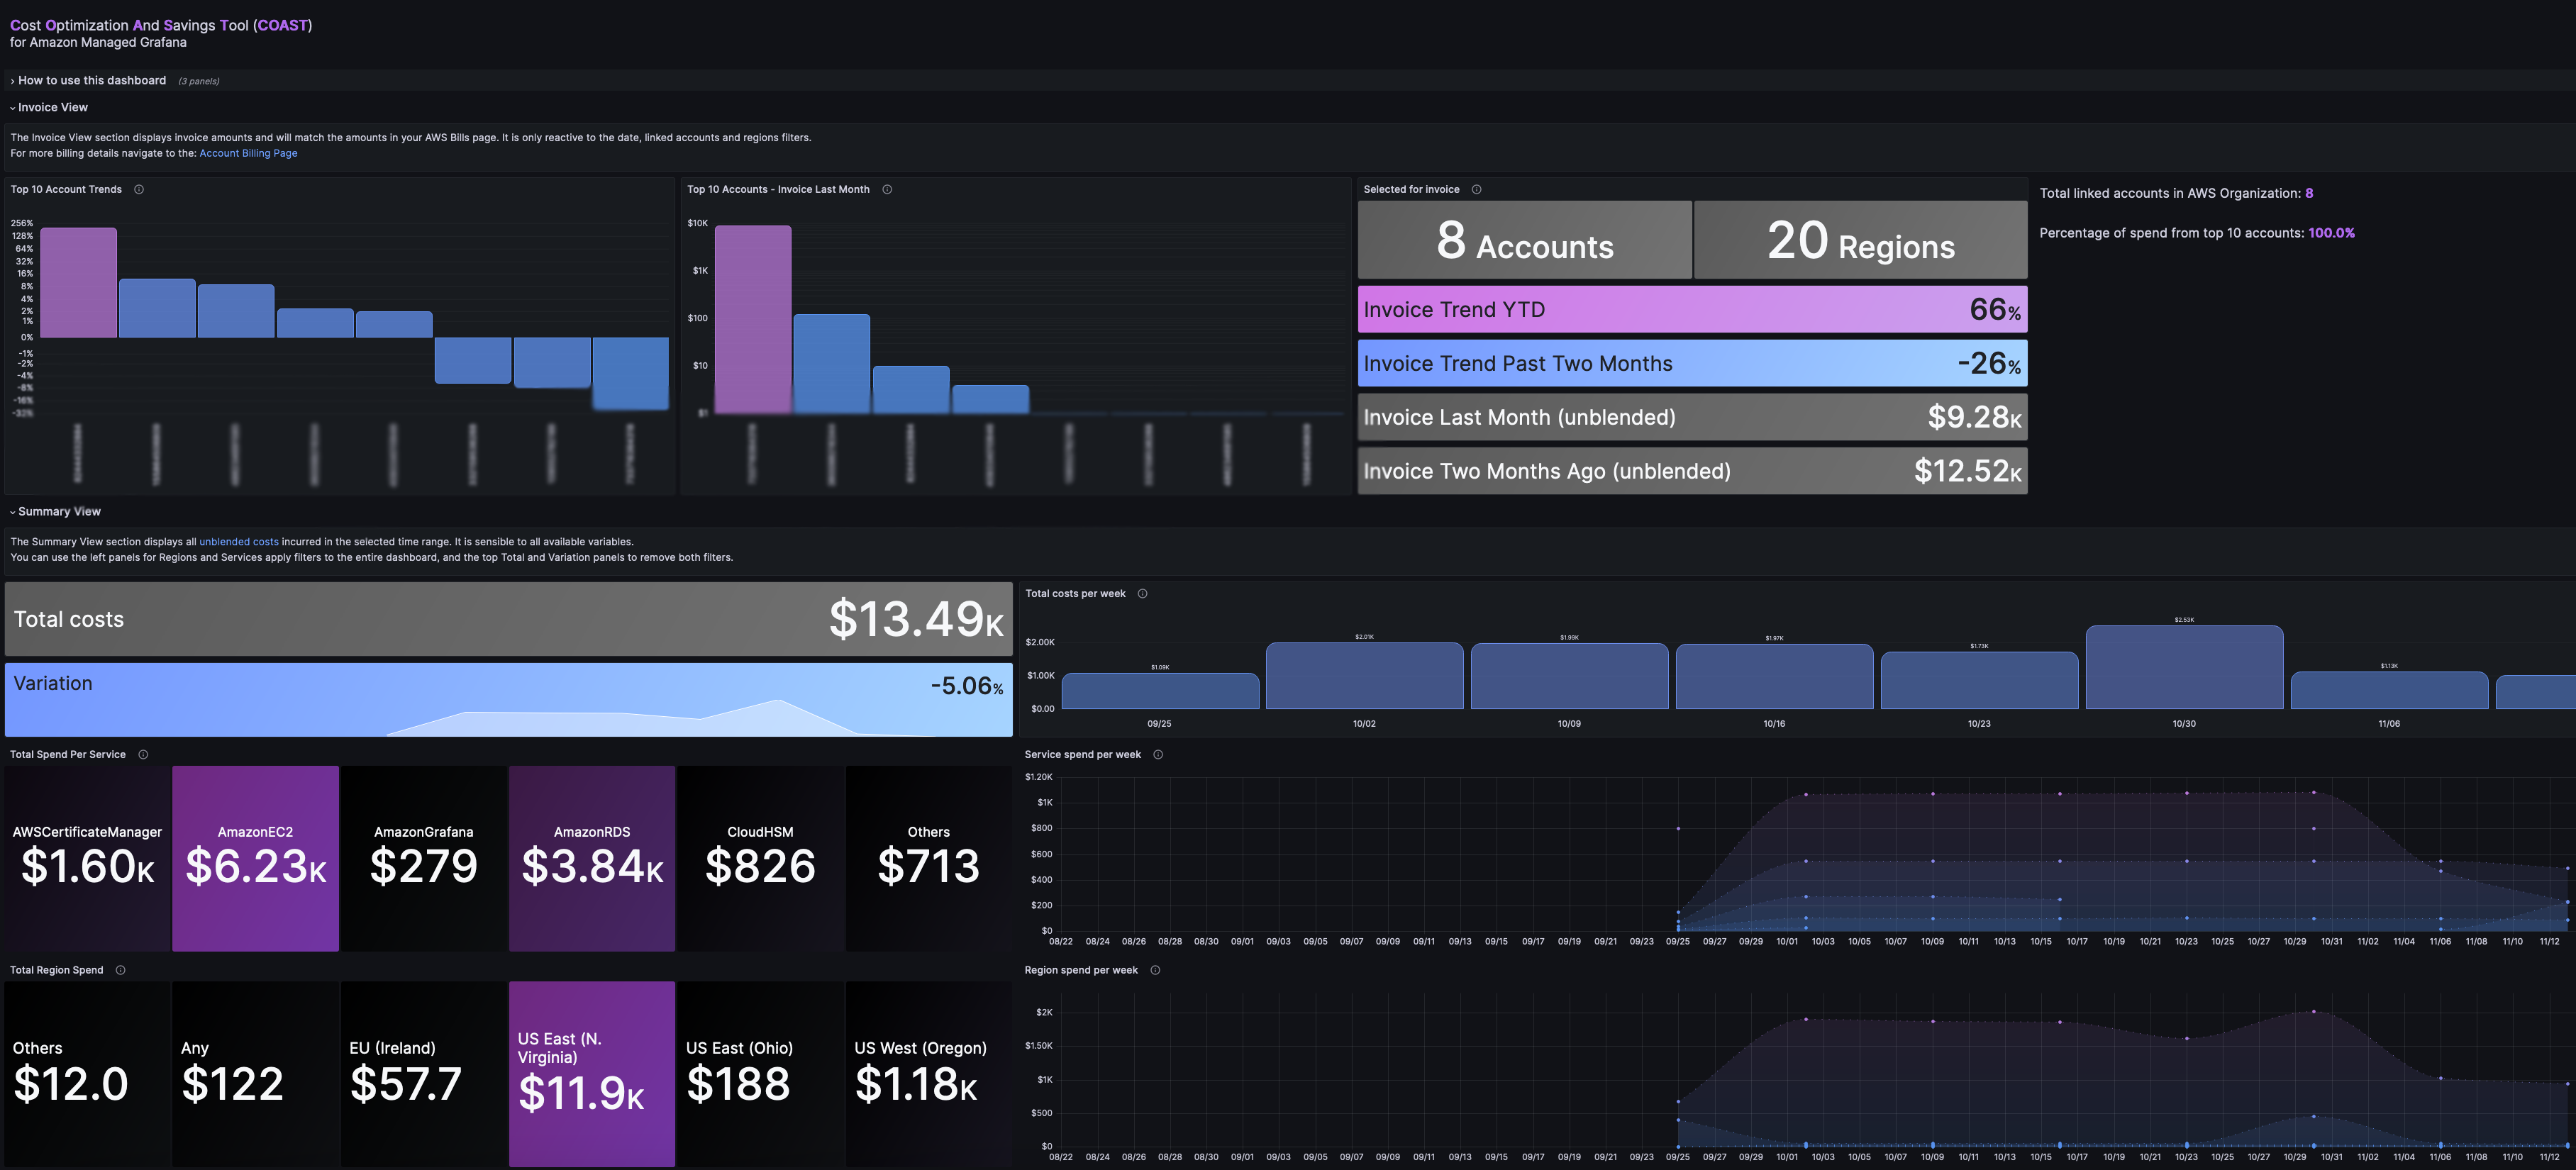 Cost Optimization And Savings Tool (COAST)
for Amazon Managed Grafana
How to use this dashboard (3 panels)
Invoice View
The Invoice View section displays invoice amounts and will match the amounts in your AWS Bills page. It is only reactive to the date, linked accounts and regions filters.
For more billing details navigate to the: Account Billing Page
Top 10 Account Trends
256%
128%
64%
32%
16%
8%
4%
2%
1%
0%
-1%
-2%
-4%
-8%
-16%
-32%
Top 10 Accounts - Invoice Last Month
$10K
$1K
$100
$10
$1
Selected for invoice
8 Accounts
20 Regions
Invoice Trend YTD 66%
Invoice Trend Past Two Months -26%
Invoice Last Month (unblended) $9.28K
Invoice Two Months Ago (unblended) $12.52K
Total linked accounts in AWS Organization: 8
Percentage of spend from top 10 accounts: 100.0%
Summary View
The Summary View section displays all unblended costs incurred in the selected time range. It is sensible to all available variables.
You can use the left panels for Regions and Services apply filters to the entire dashboard, and the top Total and Variation panels to remove both filters.
Total costs $13.49K
Variation -5.06%
Total costs per week
$2.00K
$1.00K
$0.00
$1.09K $2.01K $1.99K $1.97K $1.73K $2.53K $1.13K
09/25 10/02 10/09 10/16 10/23 10/30 11/06
Total Spend Per Service
AWSCertificateManager
$1.60K
AmazonEC2
$6.23K
AmazonGrafana
$279
AmazonRDS
$3.84K
CloudHSM
$826
Others
$713
Service spend per week
$1.20K
$1K
$800
$600
$400
$200
$0
08/22 08/24 08/26 08/28 08/30 09/01 09/03 09/05 09/07 09/09 09/11 09/13 09/15 09/17 09/19 09/21 09/23 09/25 09/27 09/29 10/01 10/03 10/05 10/07 10/09 10/11 10/13 10/15 10/17 10/19 10/21 10/23 10/25 10/27 10/29 10/31 11/02 11/04 11/06 11/08 11/10 11/12
Total Region Spend
Others
$12.0
Any
$122
EU (Ireland)
$57.7
US East (N.
Virginia)
$11.9K
US East (Ohio)
$188
US West (Oregon)
$1.18K
Region spend per week
$2K
$1.50K
$1K
$500
$0
08/22 08/24 08/26 08/28 08/30 09/01 09/03 09/05 09/07 09/09 09/11 09/13 09/15 09/17 09/19 09/21 09/23 09/25 09/27 09/29 10/01 10/03 10/05 10/07 10/09 10/11 10/13 10/15 10/17 10/19 10/21 10/23 10/25 10/27 10/29 10/31 11/02 11/04 11/06 11/08 11/10 11/12